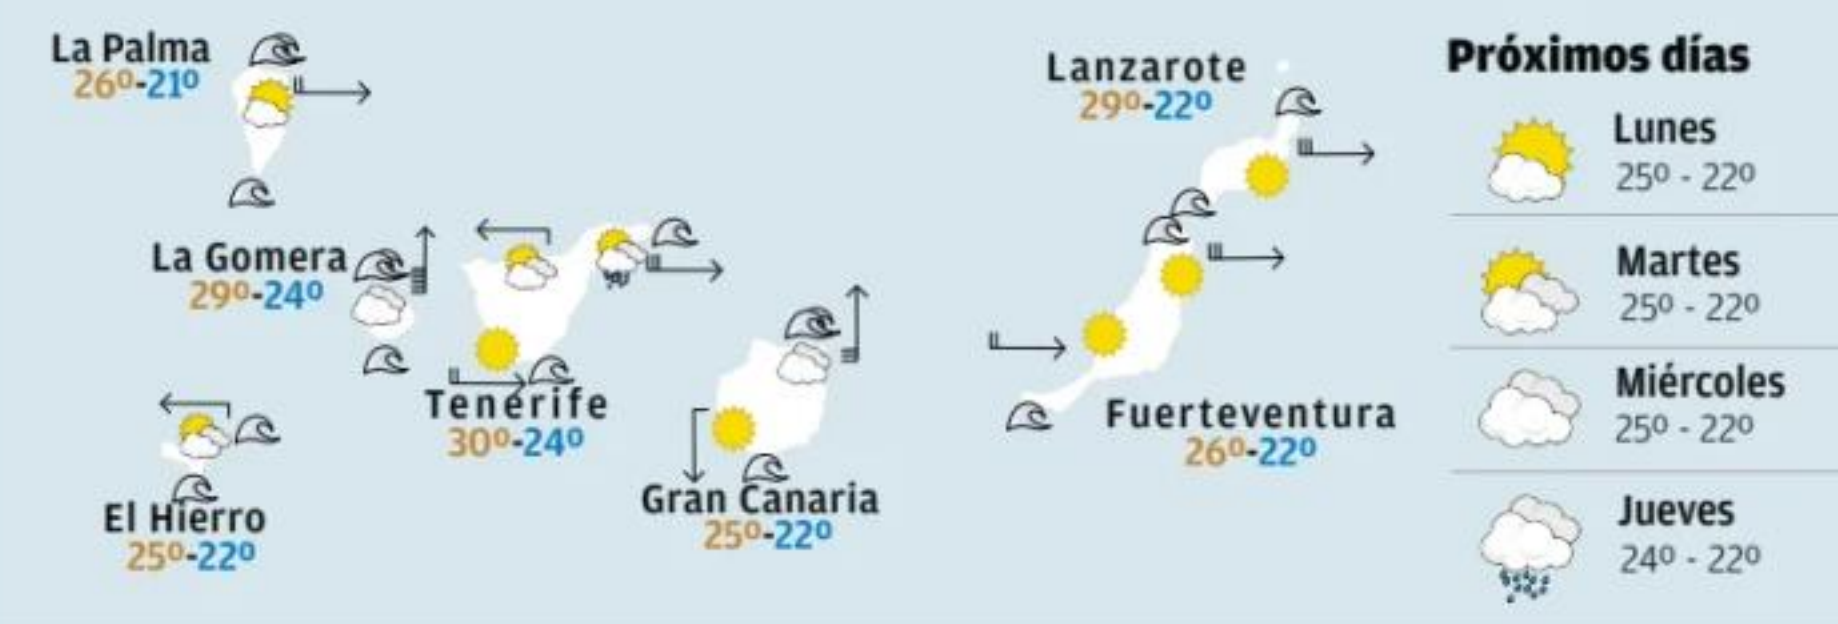 La Palma
26º-21º
La Gomera
29º-24º
El Hierro
25º-22º
Tenerife
30º-24º
Gran Canaria
25º-22º
Lanzarote
29º-22º
Fuerteventura
26º-22º
Próximos días
Lunes
25º - 22º
Martes
25º - 22º
Miércoles
25º - 22º
Jueves
24º - 22º